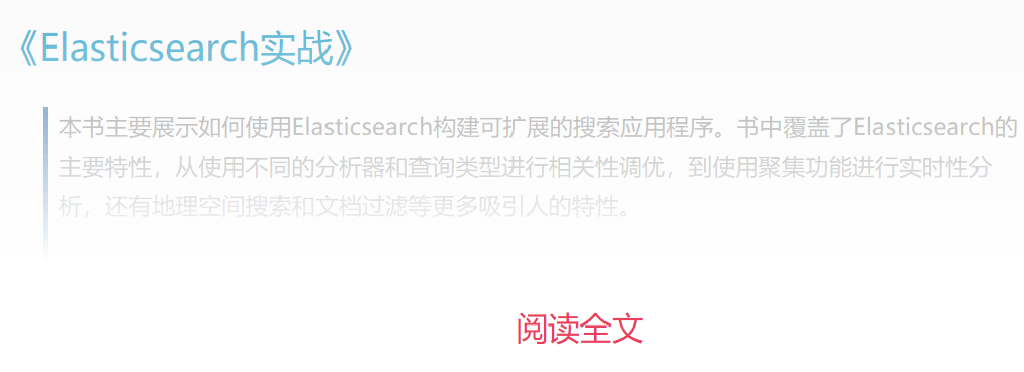 《Elasticsearch实战》
本书主要展示如何使用Elasticsearch构建可扩展的搜索应用程序。书中覆盖了Elasticsearch的
主要特性，从使用不同的分析器和查询类型进行相关性调优，到使用聚集功能进行实时性分
析，还有地理空间搜索和文档过滤等更多吸引人的特性。
阅读全文